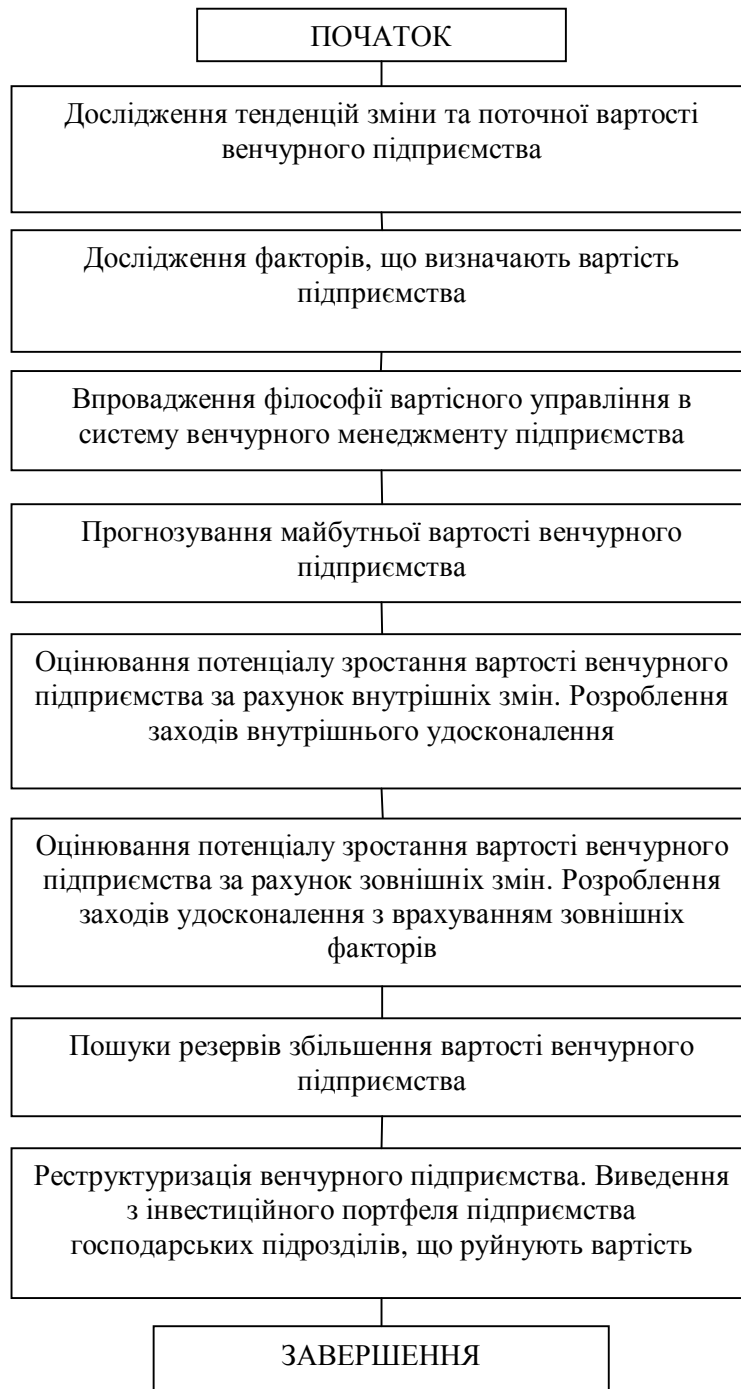 ПОЧАТОК
Дослідження тенденцій зміни та поточної вартості
венчурного підприємства
Дослідження факторів, що визначають вартість
підприємства
Впровадження філософії вартісного управління в
систему венчурного менеджменту підприємства
Прогнозування майбутньої вартості венчурного
підприємства
Оцінювання потенціалу зростання вартості венчурного
підприємства за рахунок внутрішніх змін. Розроблення
заходів внутрішнього удосконалення
Оцінювання потенціалу зростання вартості венчурного
підприємства за рахунок зовнішніх змін. Розроблення
заходів удосконалення з врахуванням зовнішніх
факторів
Пошуки резервів збільшення вартості венчурного
підприємства
Реструктуризація венчурного підприємства. Виведення
з інвестиційного портфеля підприємства
господарських підрозділів, що руйнують вартість
ЗАВЕРШЕННЯ